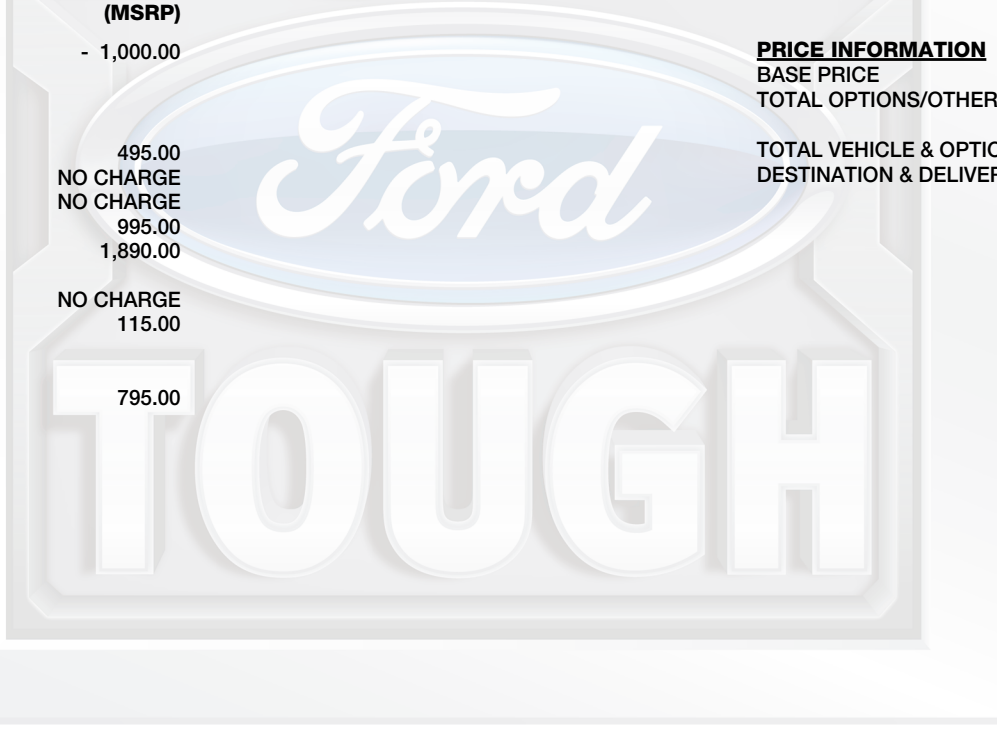 (MSRP)
- 1,000.00
495.00
NO CHARGE
NO CHARGE
995.00
1,890.00
NO CHARGE
115.00
795.00
PRICE INFORMATION
BASE PRICE
TOTAL OPTIONS/OTHER
TOTAL VEHICLE & OPTIO
DESTINATION & DELIVER
Ford
TOUGH